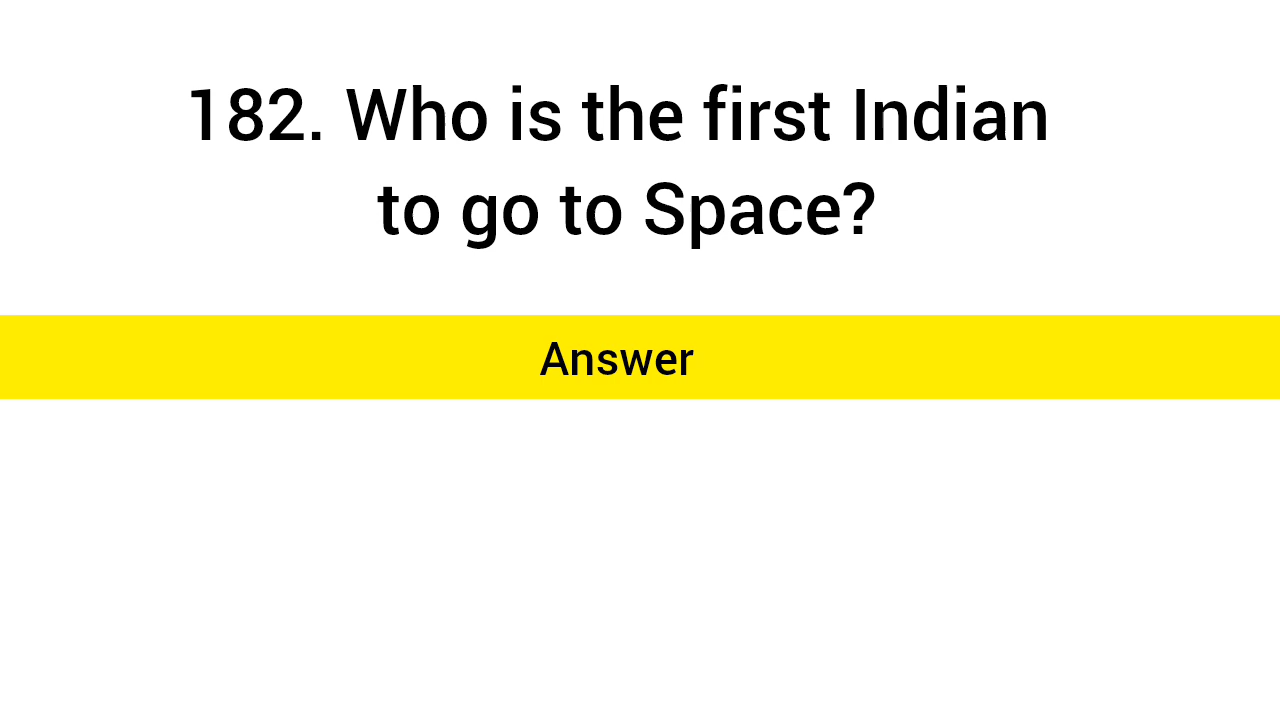 182. Who is the first Indian
to go to Space?
Answer